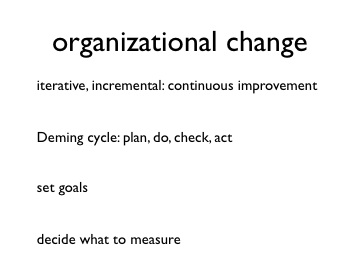 organizational change
iterative, incremental: continuous improvement
Deming cycle: plan, do, check, act
set goals
decide what to measure